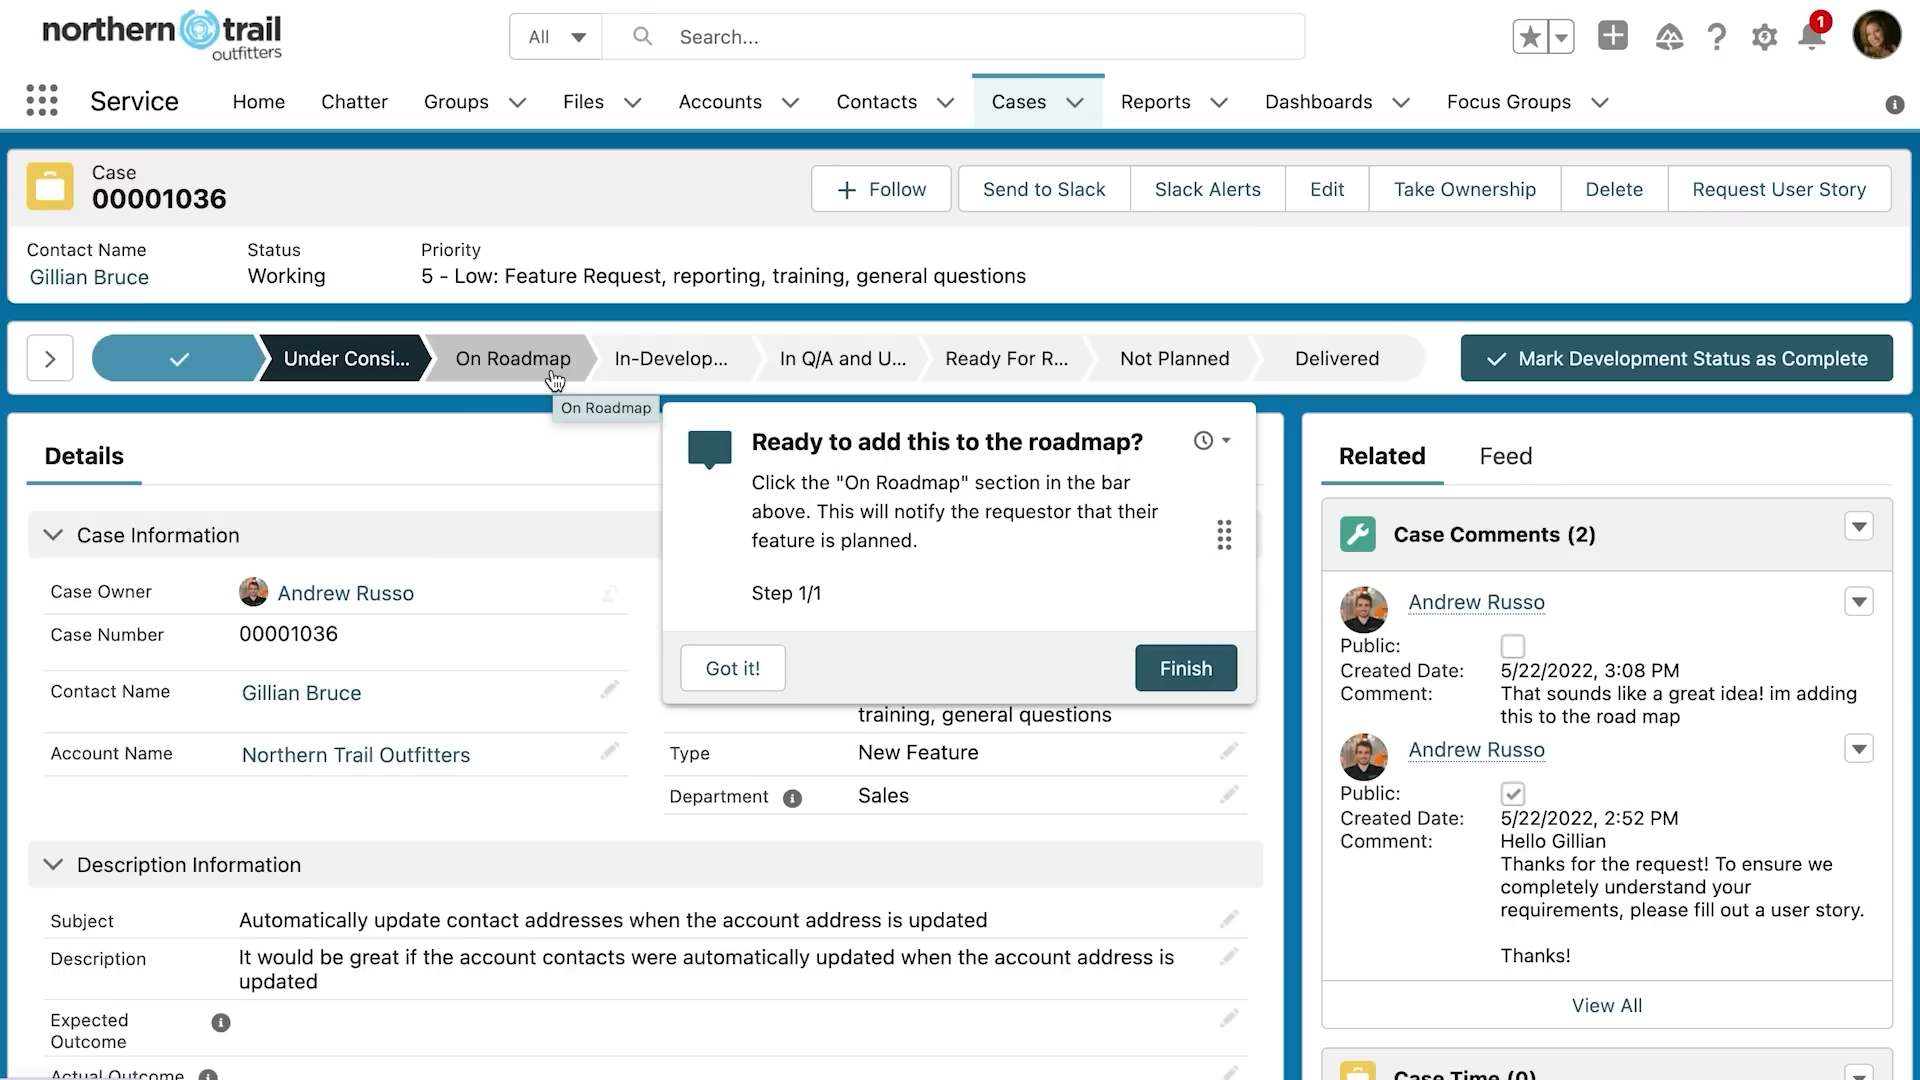 northern trail
outfitters
All
Search...
1
Service
Home
Chatter
Groups
Files
Accounts
Contacts
Cases
Reports
Dashboards
Focus Groups
Case
00001036
Follow
Send to Slack
Slack Alerts
Edit
Take Ownership
Delete
Request User Story
Contact Name
Gillian Bruce
Status
Working
Priority
5 - Low: Feature Request, reporting, training, general questions
Under Consi...
On Roadmap
In-Develop...
In Q/A and U...
Ready For R...
Not Planned
Delivered
Mark Development Status as Complete
On Roadmap
Ready to add this to the roadmap?
Click the "On Roadmap" section in the bar
above. This will notify the requestor that their
feature is planned.
Step 1/1
Got it!
Finish
Details
Case Information
Case Owner
Andrew Russo
Case Number
00001036
Contact Name
Gillian Bruce
Account Name
Northern Trail Outfitters
training, general questions
Type
New Feature
Department
Sales
Description Information
Subject
Automatically update contact addresses when the account address is updated
Description
It would be great if the account contacts were automatically updated when the account address is
updated
Expected
Outcome
Actual Outcome
Related
Feed
Case Comments (2)
Andrew Russo
Public:
Created Date:
5/22/2022, 3:08 PM
Comment:
That sounds like a great idea! im adding
this to the road map
Andrew Russo
Public:
Created Date:
5/22/2022, 2:52 PM
Comment:
Hello Gillian
Thanks for the request! To ensure we
completely understand your
requirements, please fill out a user story.
Thanks!
View All
Case Time (0)